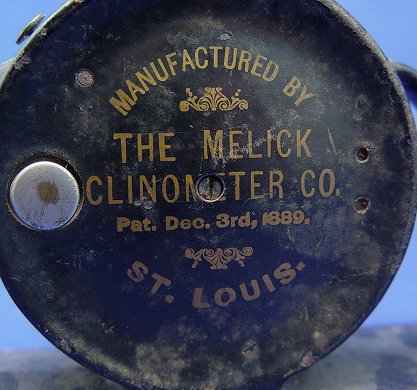 MANUFACTURED BY
THE MELICK
CLINOMETER CO.
Pat. Dec. 3rd, 1889.
ST. LOUIS.